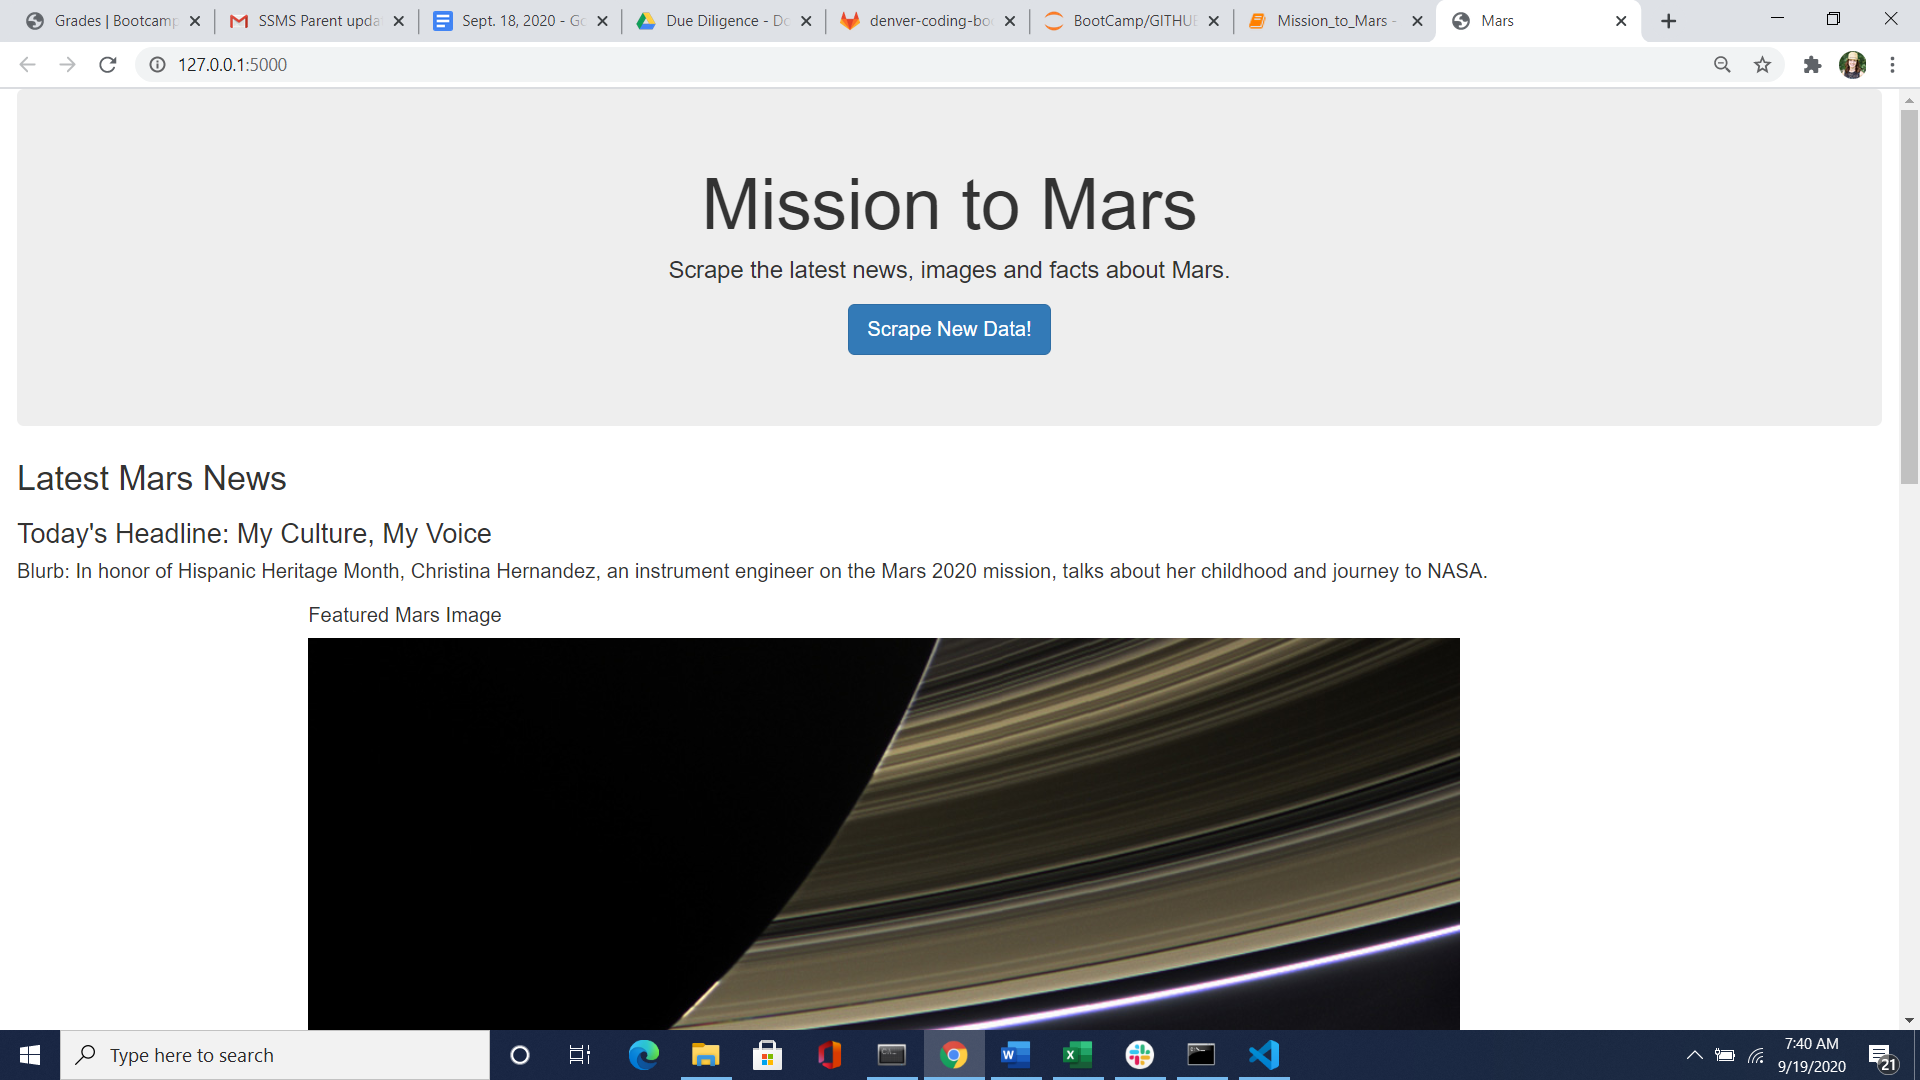 Grades | Bootcamp
SSMS Parent upda
Sept. 18, 2020 - Go
Due Diligence - Do
denver-coding-boo
BootCamp/GITHUB
Mission_to_Mars -
Mars
127.0.0.1:5000
Mission to Mars
Scrape the latest news, images and facts about Mars.
Scrape New Data!
Latest Mars News
Today's Headline: My Culture, My Voice
Blurb: In honor of Hispanic Heritage Month, Christina Hernandez, an instrument engineer on the Mars 2020 mission, talks about her childhood and journey to NASA.
Featured Mars Image
Type here to search
7:40 AM
9/19/2020
21